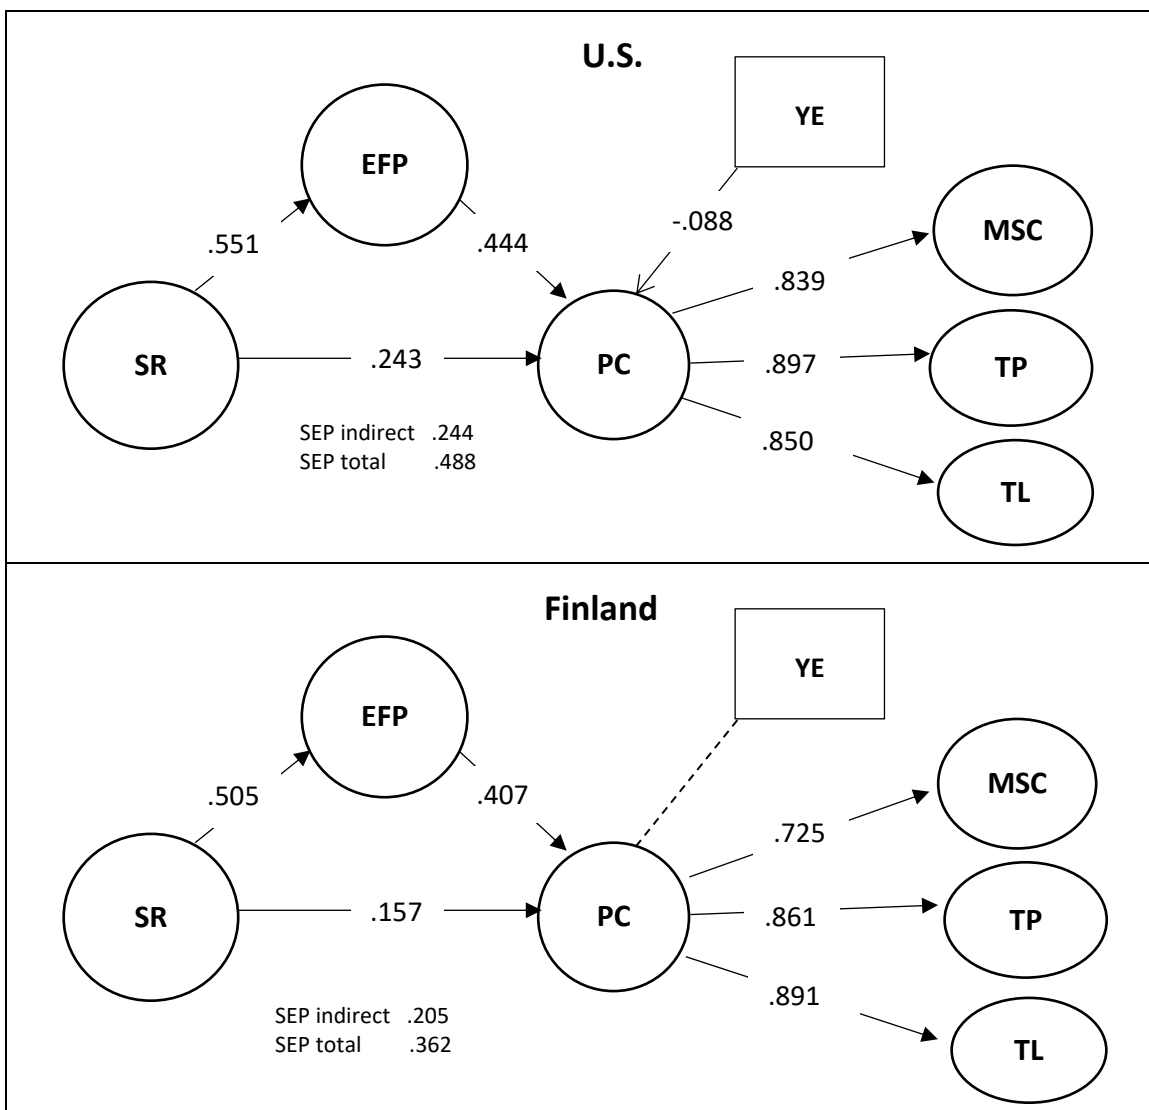 U.S.
YE
EFP
MSC
-.088
.551
.444
.839
SR
.243
PC
.897
TP
SEP indirect .244
.850
SEP total .488
TL
Finland
YE
EFP
MSC
.505
.407
.725
SR
.157
PC
.861
TP
.891
SEP indirect .205
SEP total .362
TL